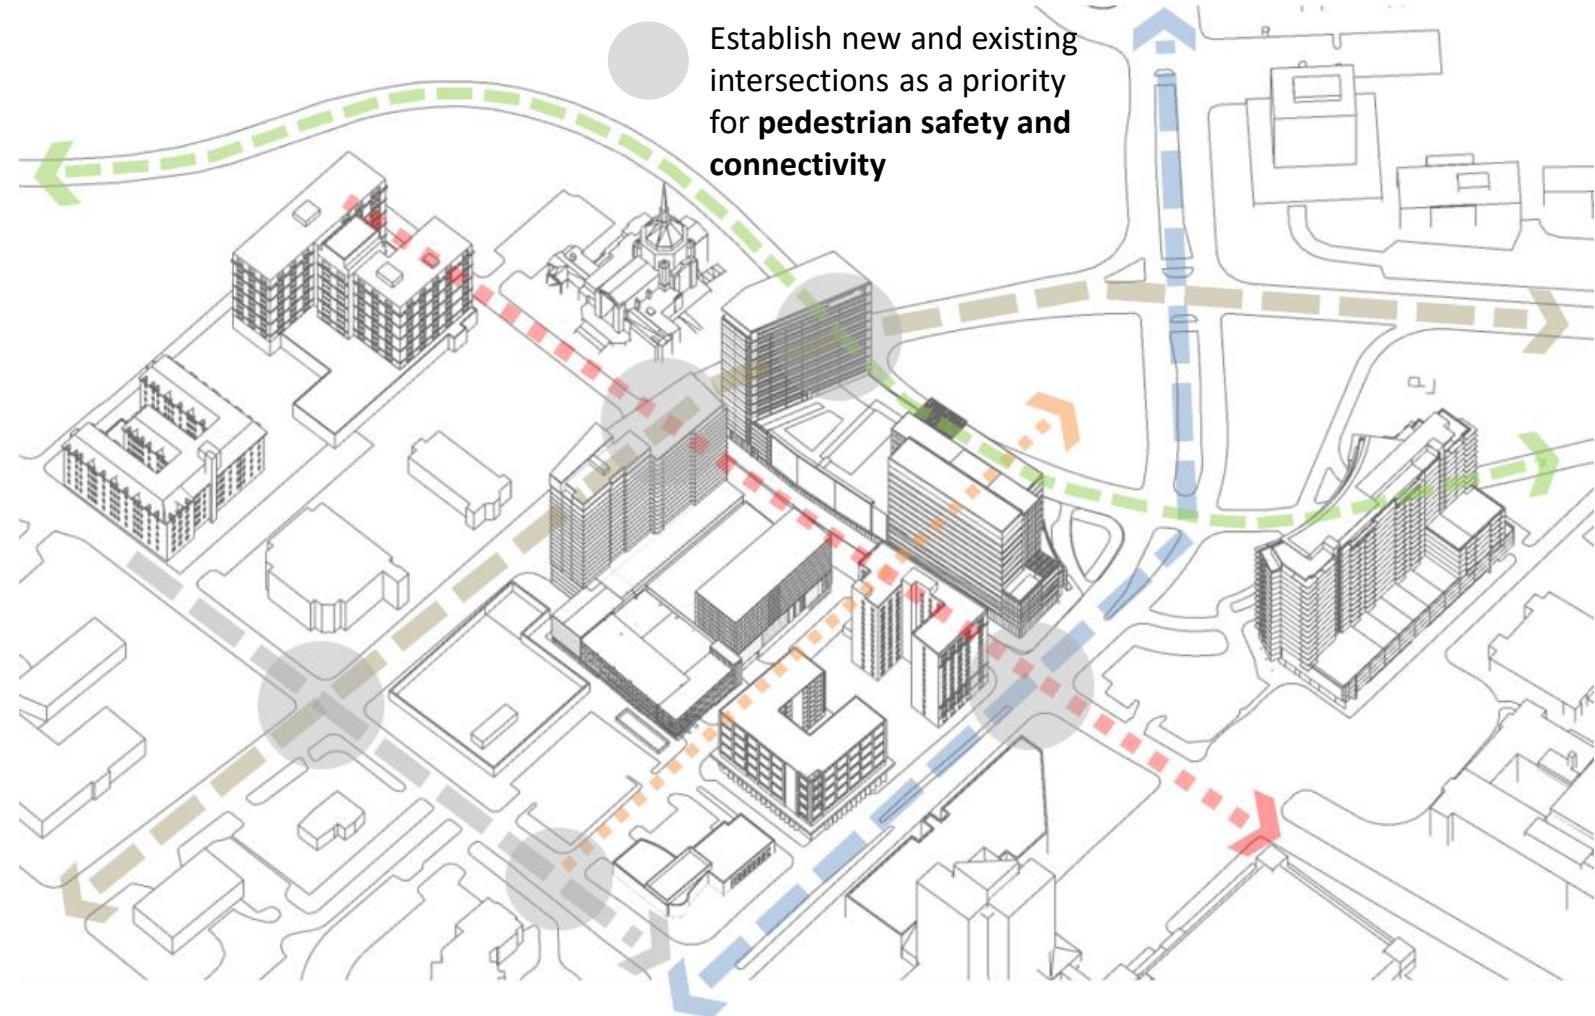 Establish new and existing
intersections as a priority
for pedestrian safety and
connectivity